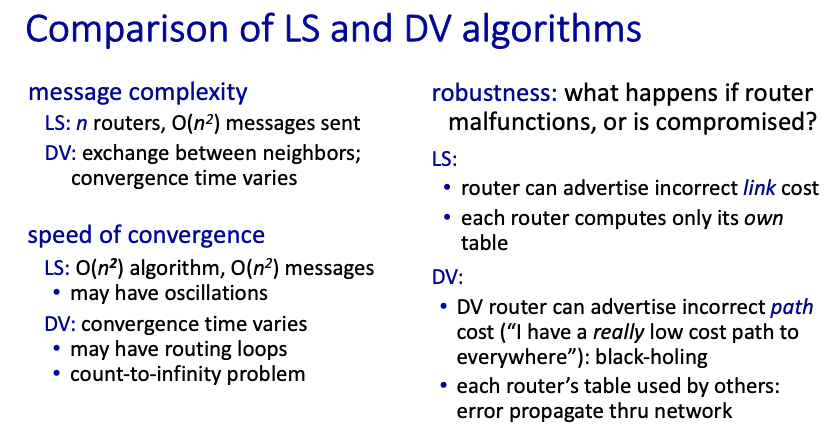 Comparison of LS and DV algorithms
message complexity
LS: n routers, O(n²) messages sent
DV: exchange between neighbors;
convergence time varies
speed of convergence
LS: O(n²) algorithm, O(n²) messages
• may have oscillations
DV: convergence time varies
• may have routing loops
• count-to-infinity problem
robustness: what happens if router
malfunctions, or is compromised?
LS:
• router can advertise incorrect link cost
• each router computes only its own
table
DV:
• DV router can advertise incorrect path
cost (“I have a really low cost path to
everywhere”): black-holing
• each router’s table used by others:
error propagate thru network